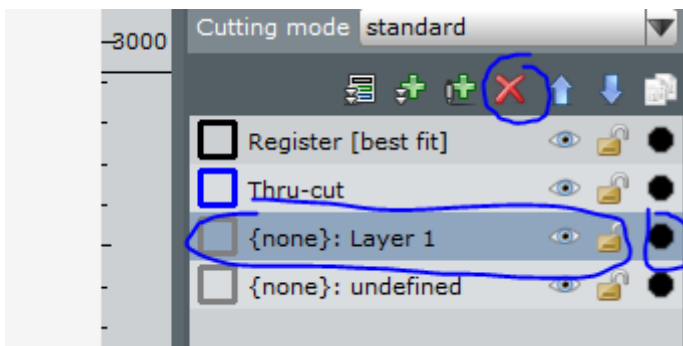 3000
Cutting mode standard
Register [best fit]
Thru-cut
{none}: Layer 1
{none}: undefined